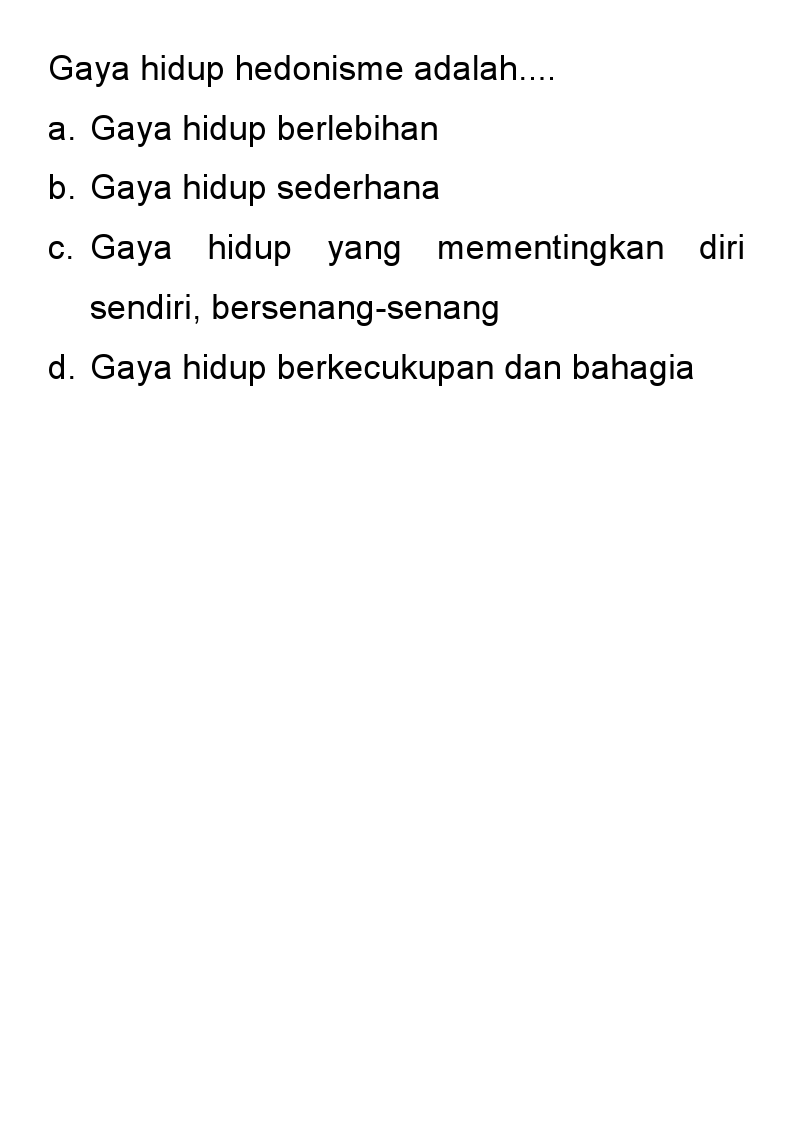 Gaya hidup hedonisme adalah....
a. Gaya hidup berlebihan
b. Gaya hidup sederhana
c. Gaya hidup yang mementingkan diri
sendiri, bersenang-senang
d. Gaya hidup berkecukupan dan bahagia